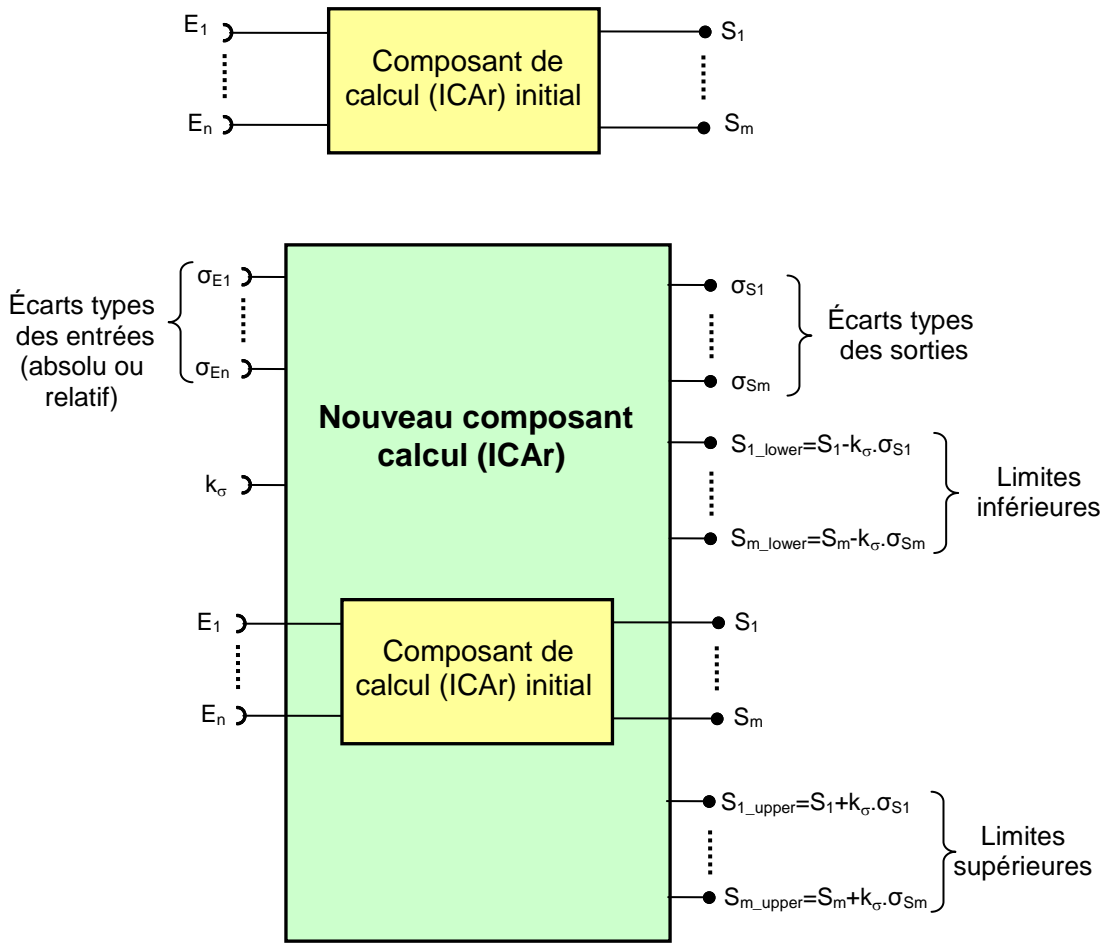 E1
S1
Composant de
calcul (ICAr) initial
En
Sm
σE1
σS1
Écarts types
des entrées
(absolu ou
relatif)
Écarts types
des sorties
σEn
σSm
Nouveau composant
calcul (ICAr)
S1_lower=S1-kσ.σS1
kσ
Limites
inférieures
Sm_lower=Sm-kσ.σSm
E1
S1
Composant de
calcul (ICAr) initial
En
Sm
S1_upper=S1+kσ.σS1
Limites
supérieures
Sm_upper=Sm+kσ.σSm